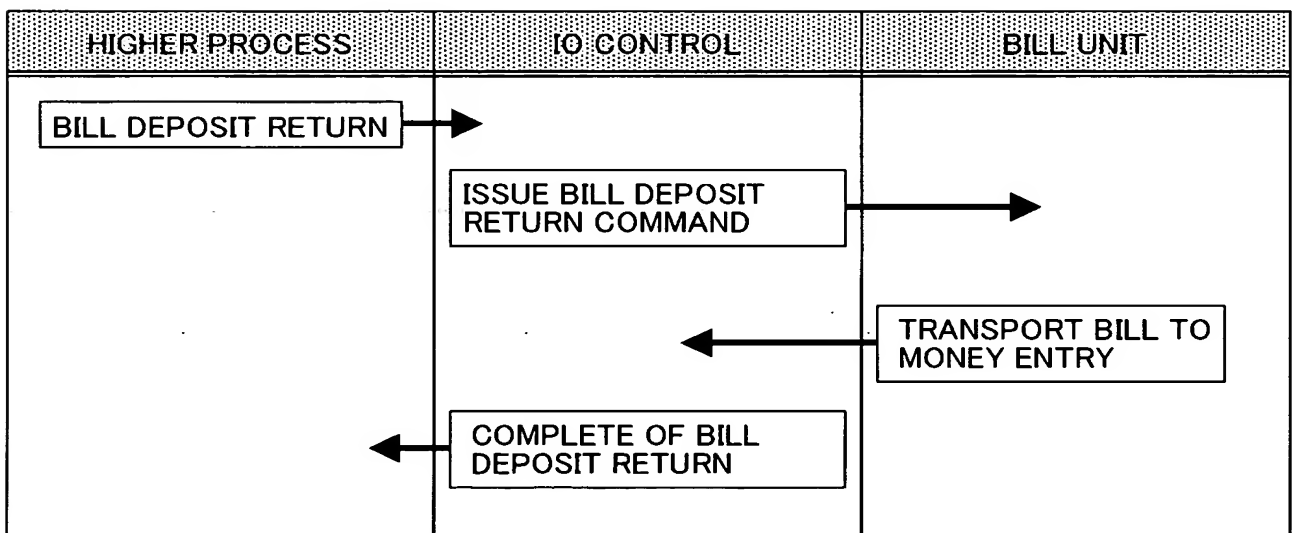 HIGHER PROCESS
IO CONTROL
BILL UNIT
BILL DEPOSIT RETURN
ISSUE BILL DEPOSIT
RETURN COMMAND
TRANSPORT BILL TO
MONEY ENTRY
COMPLETE OF BILL
DEPOSIT RETURN